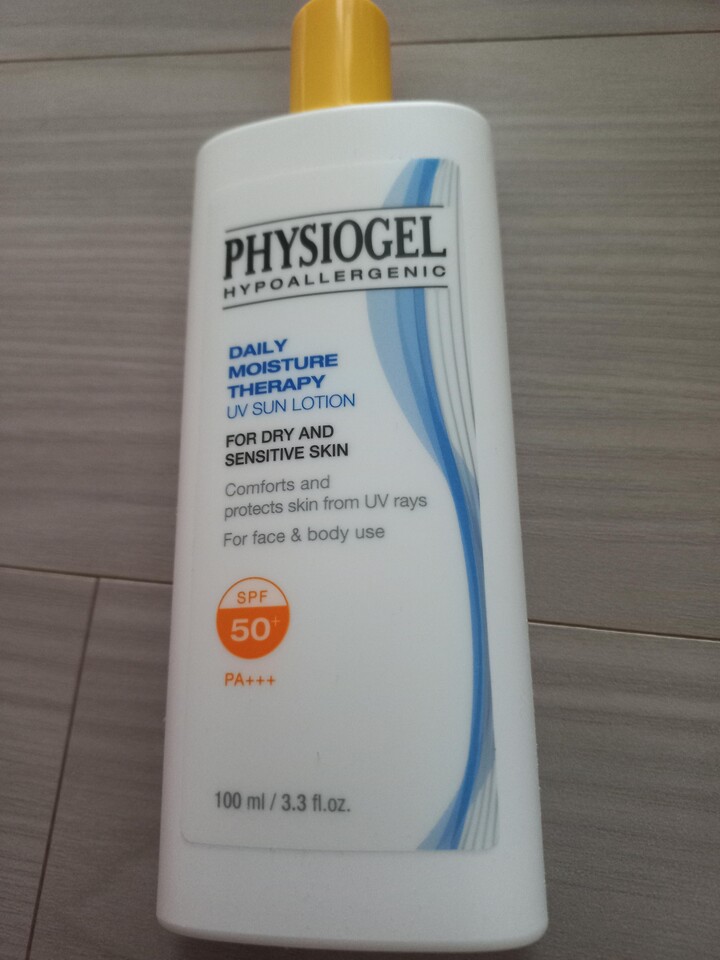 PHYSIOGEL
HYPOALLERGENIC
DAILY
MOISTURE
THERAPY
UV SUN LOTION
FOR DRY AND
SENSITIVE SKIN
Comforts and
protects skin from UV rays
For face & body use
SPF
50+
PA+++
100 ml / 3.3 fl.oz.